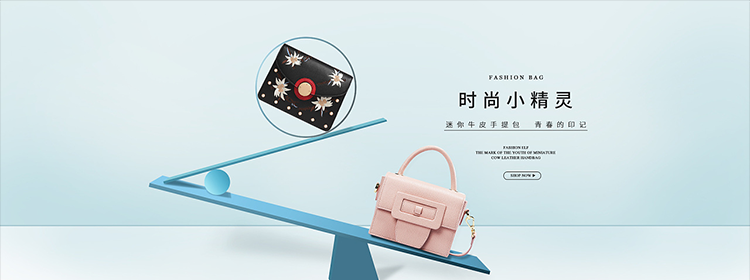 FASHION BAG
时尚小精灵
迷你牛皮手提包 青春的印记
FASHION ELF
THE MARK OF THE YOUTH OF MINIATURE
COW LEATHER HANDBAG
SHOP NOW